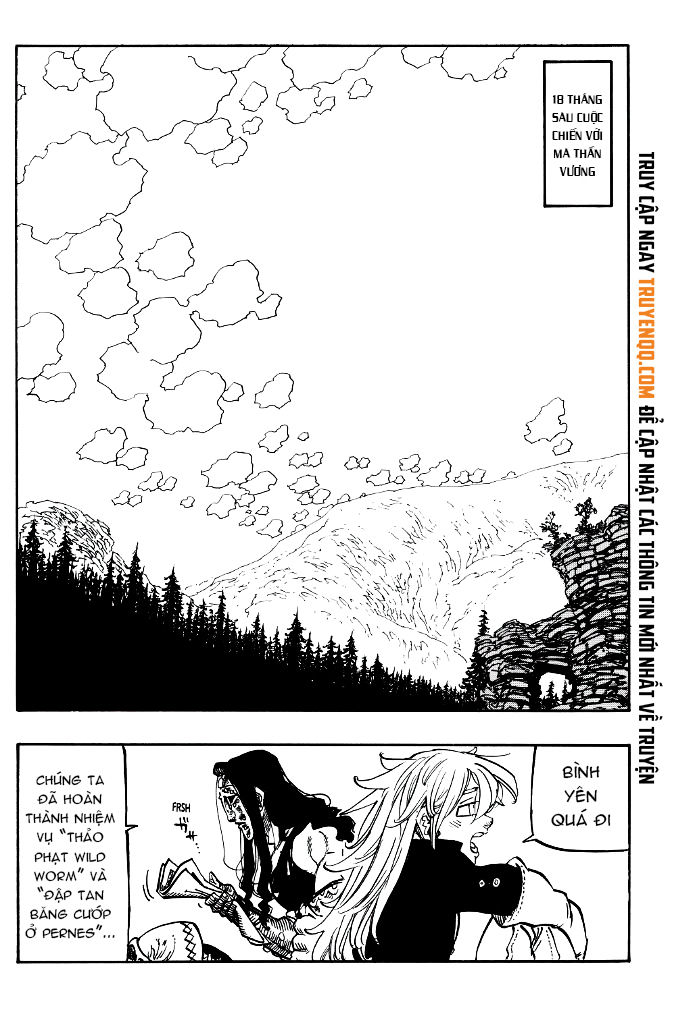 18 THÁNG
SAU CUỘC
CHIẾN VỚI
MA THẦN
VƯƠNG
TRUY CẬP NGAY TRUYENQQ.COM ĐỂ CẬP NHẬT CÁC THÔNG TIN MỚI NHẤT VỀ TRUYỆN
BÌNH
YÊN
QUÁ ĐI
FRSH
ガサ
CHÚNG TA
ĐÃ HOÀN
THÀNH NHIỆM
VỤ "THẢO
PHẠT WILD
WORM" VÀ
"ĐẬP TAN
BĂNG CƯỚP
Ở PERNES"...